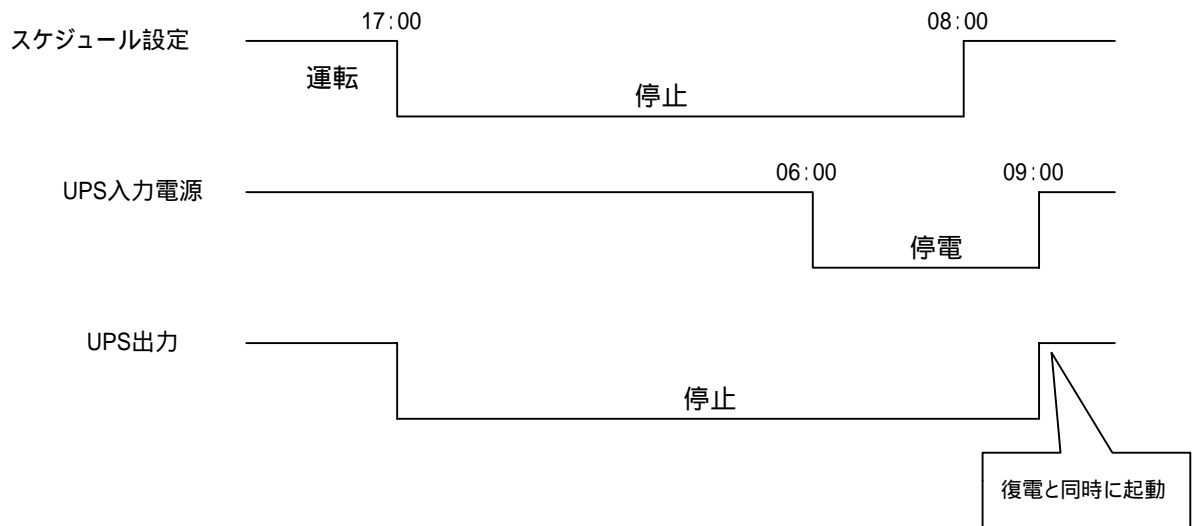 17:00
08:00
スケジュール設定
運転
停止
06:00
09:00
UPS入力電源
停電
UPS出力
停止
復電と同時に起動